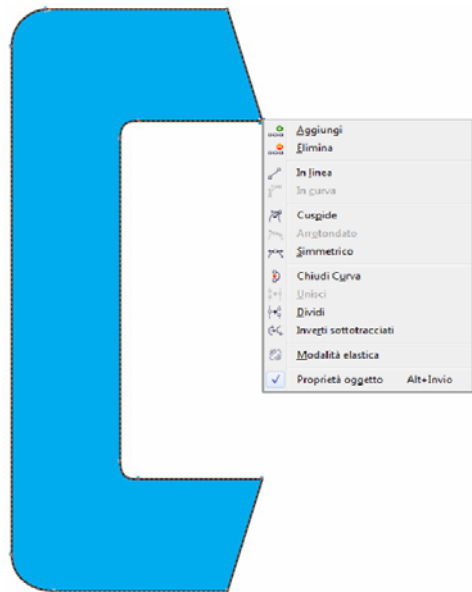 Aggiungi
Elimina
In linea
In curva
Cuspide
Arrotondato
Simmetrico
Chiudi Curva
Unisci
Dividi
Inverti sottotracciati
Modalità elastica
Proprietà oggetto Alt+Invio